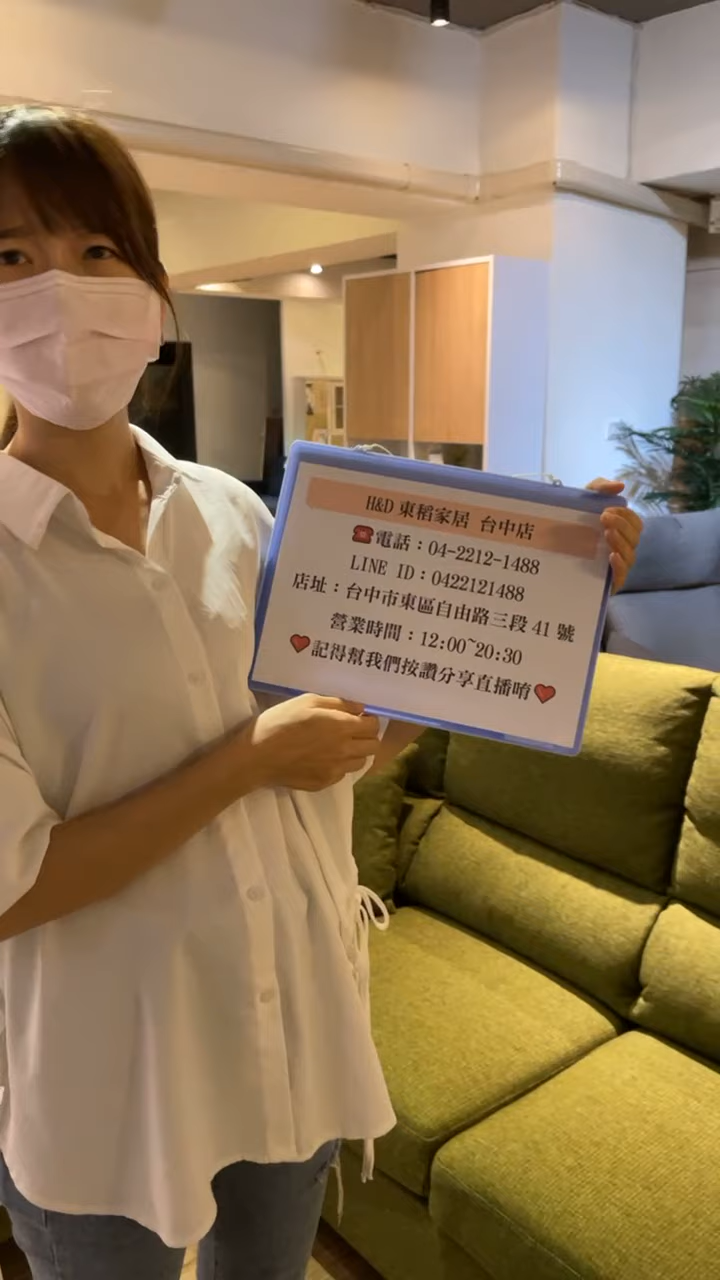 H&D 東稻家居 台中店
☎電話：04-2212-1488
LINE ID：0422121488
店址：台中市東區自由路三段 41 號
營業時間：12:00~20:30
❤記得幫我們按讚分享直播唷❤